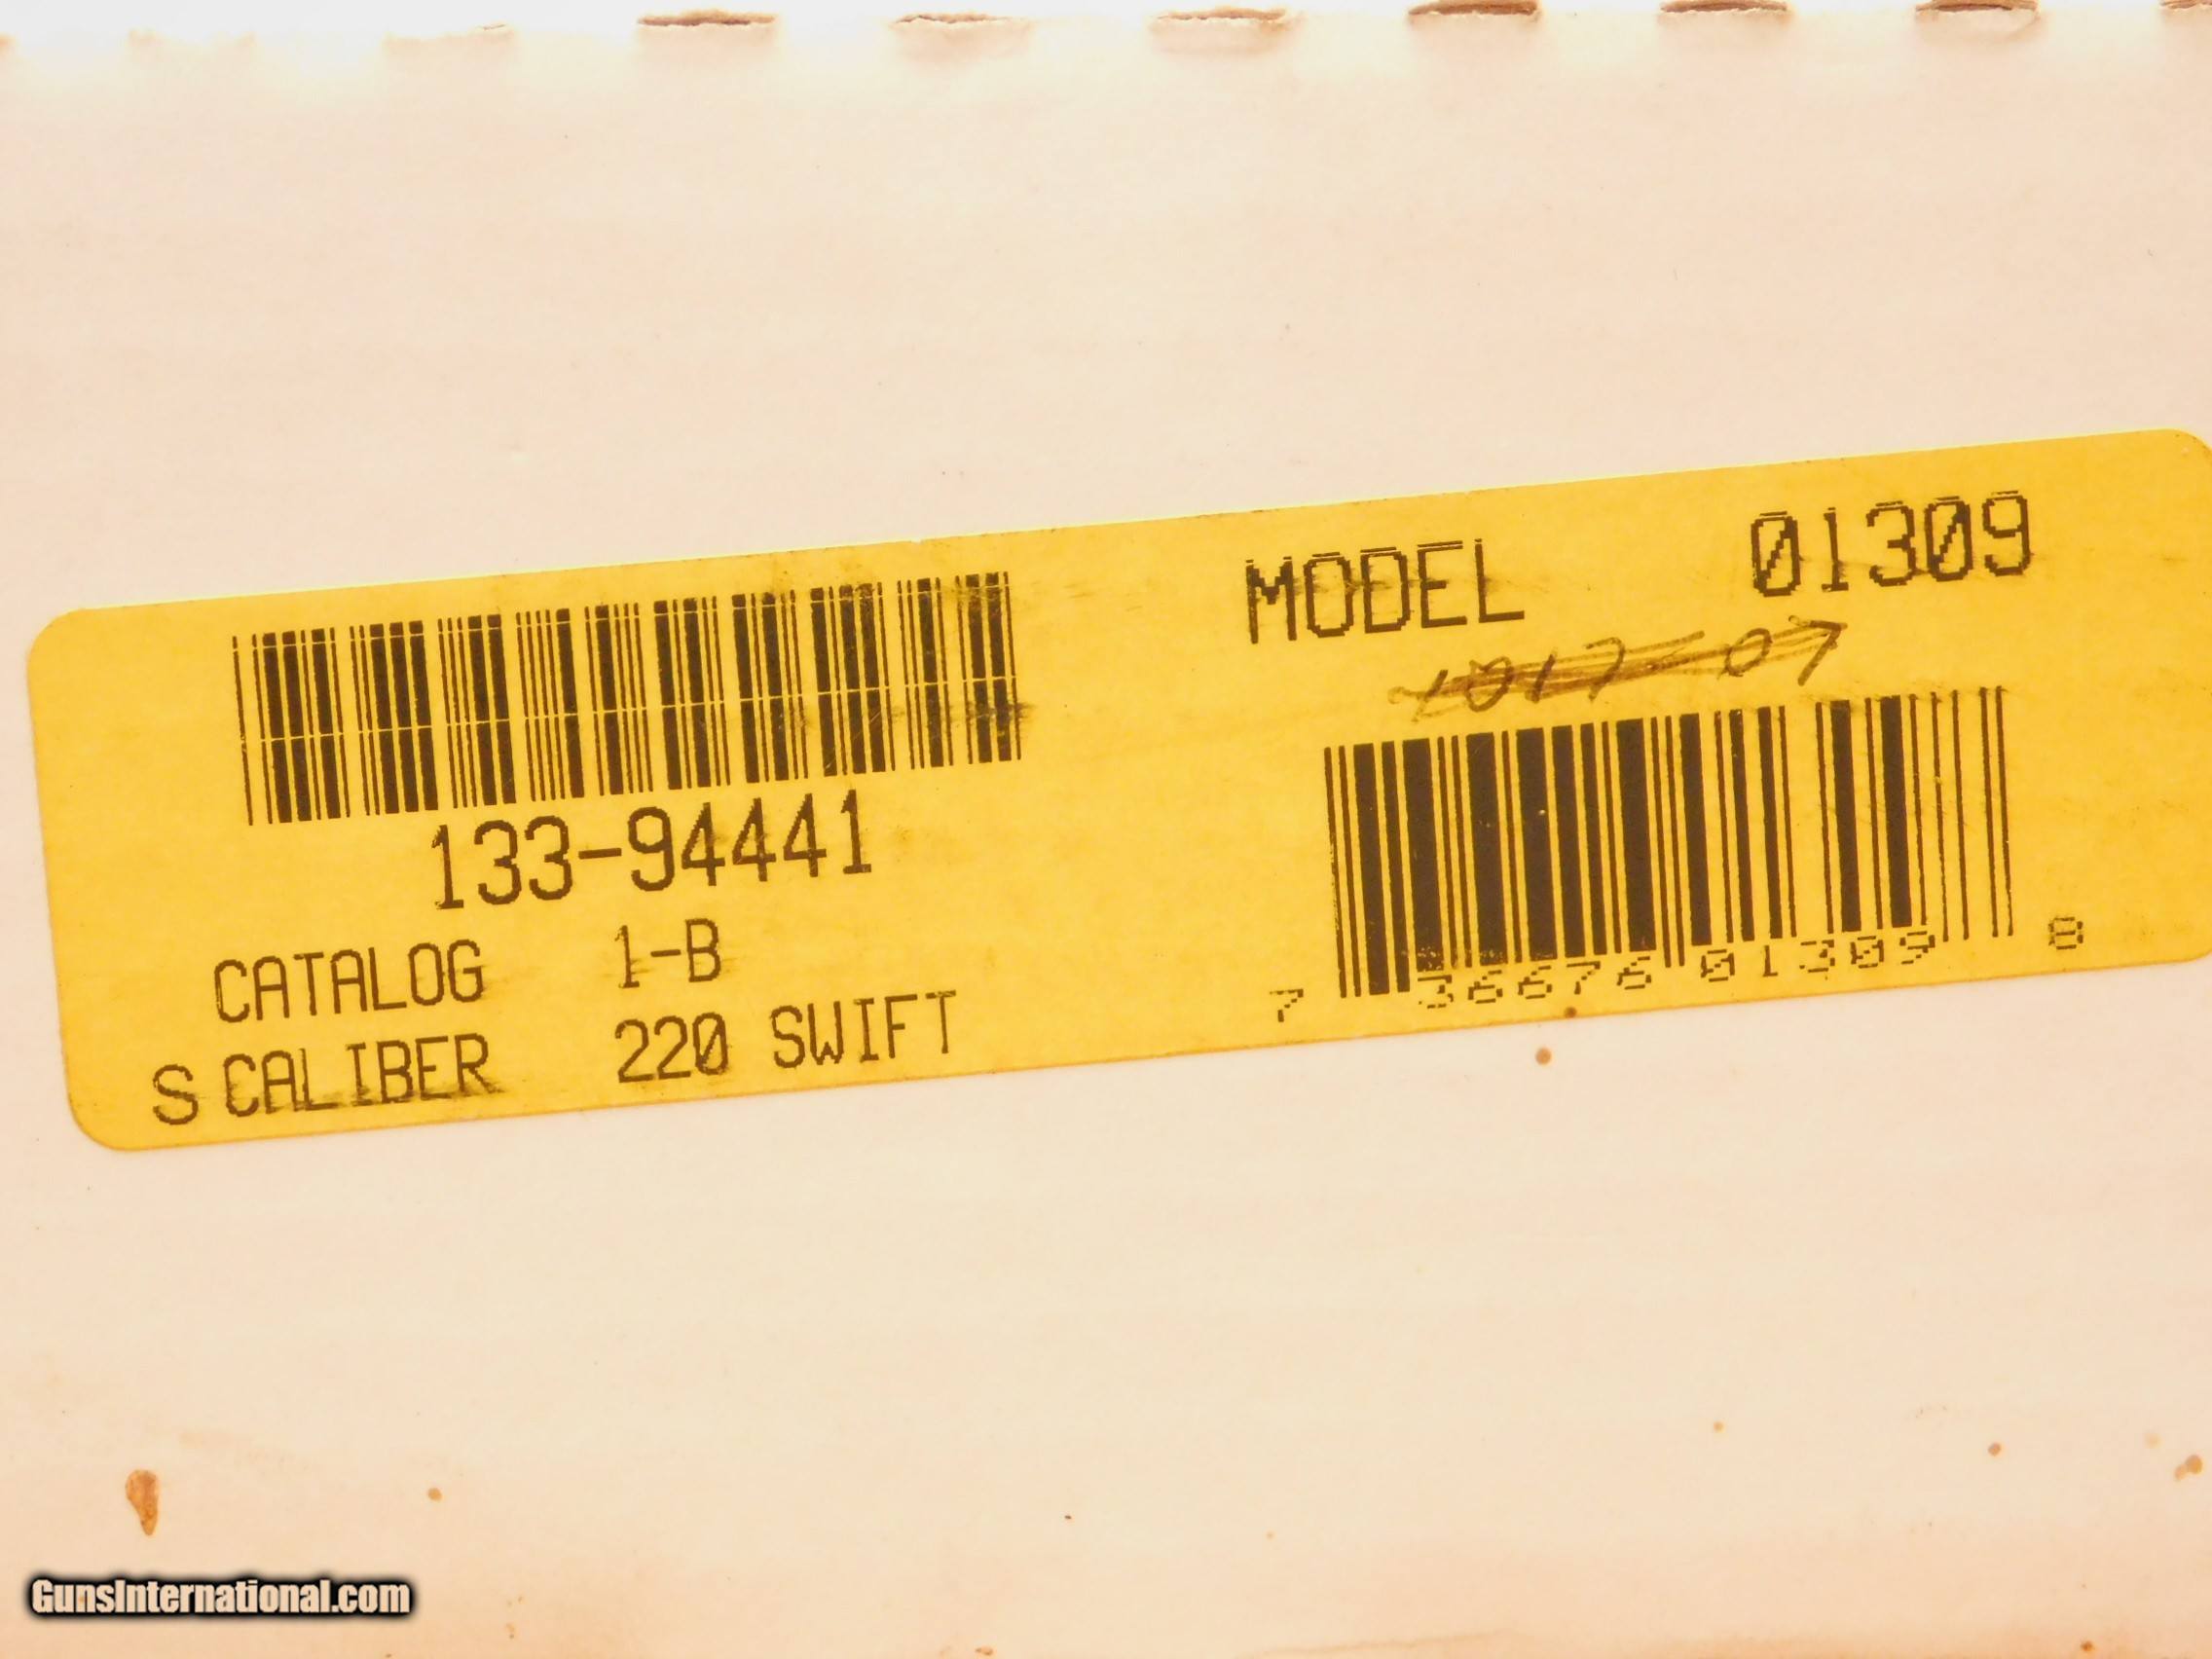 133-94441
CATALOG 1-B
S CALIBER 220 SWIFT
MODEL 01309
7 36676 01309 8
GunsInternational.com